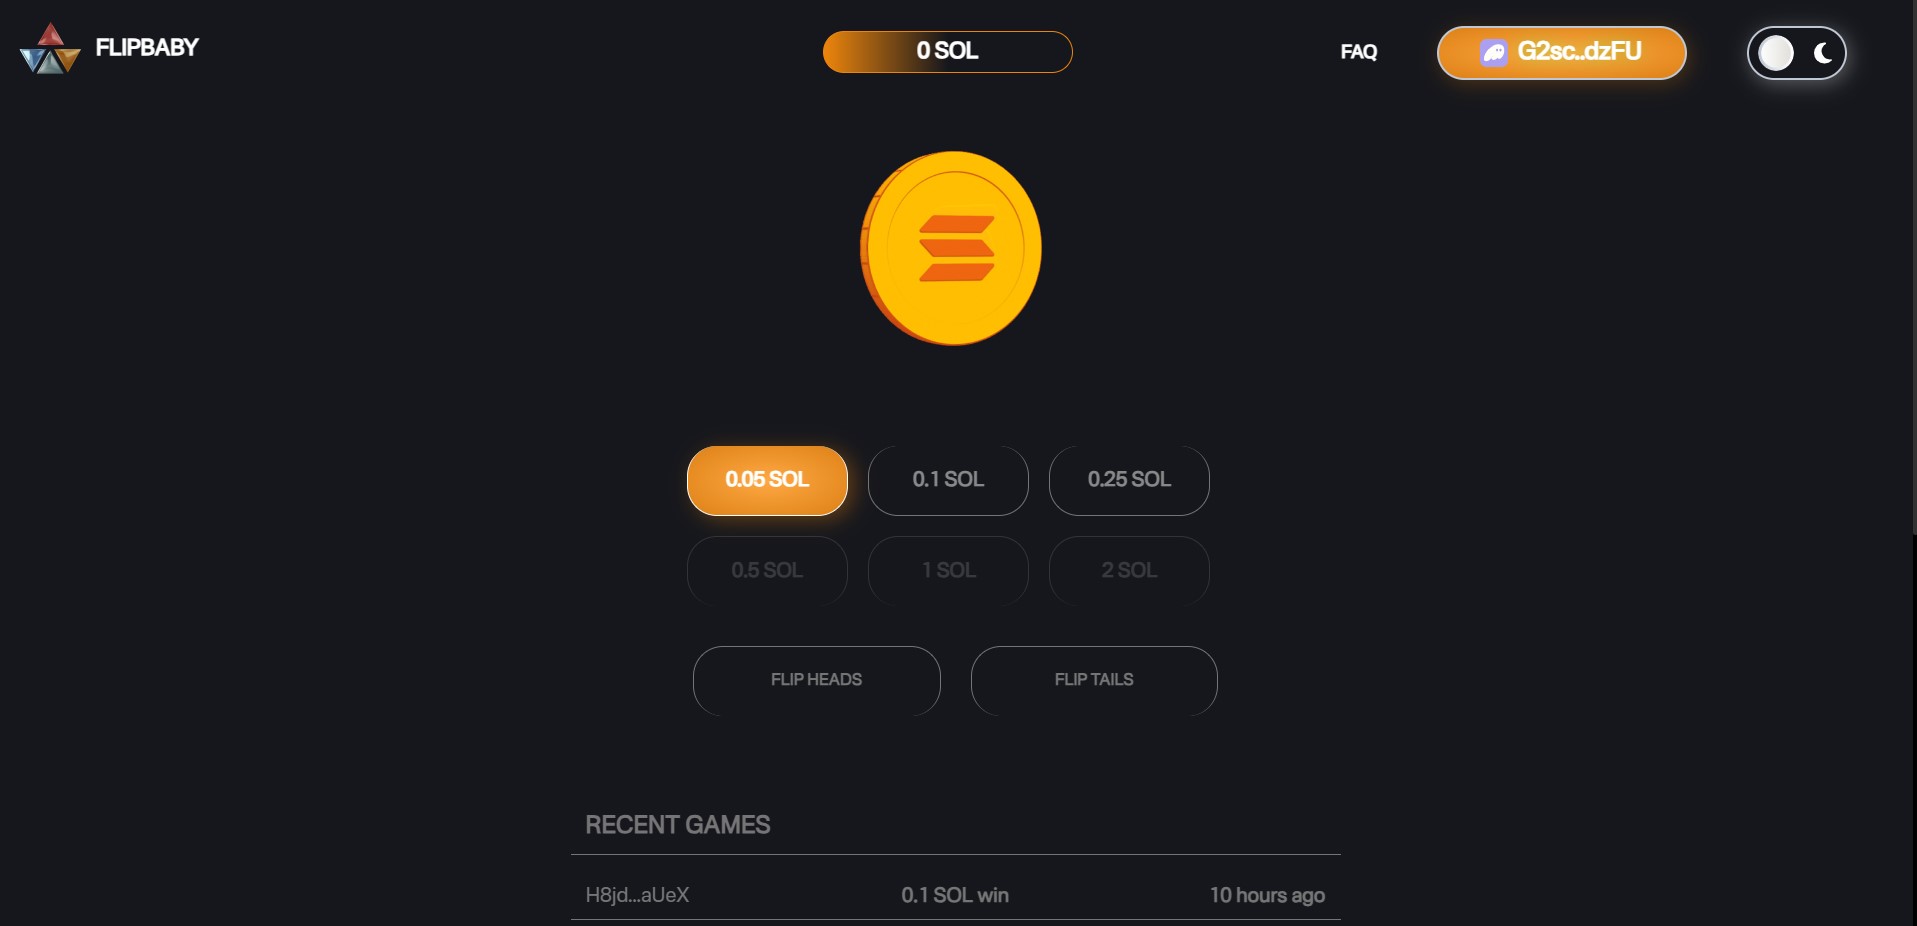 FLIPBABY
0 SOL
FAQ
G2sc..dzFU
0.05 SOL
0.1 SOL
0.25 SOL
0.5 SOL
1 SOL
2 SOL
FLIP HEADS
FLIP TAILS
RECENT GAMES
H8jd...aUeX 0.1 SOL win 10 hours ago